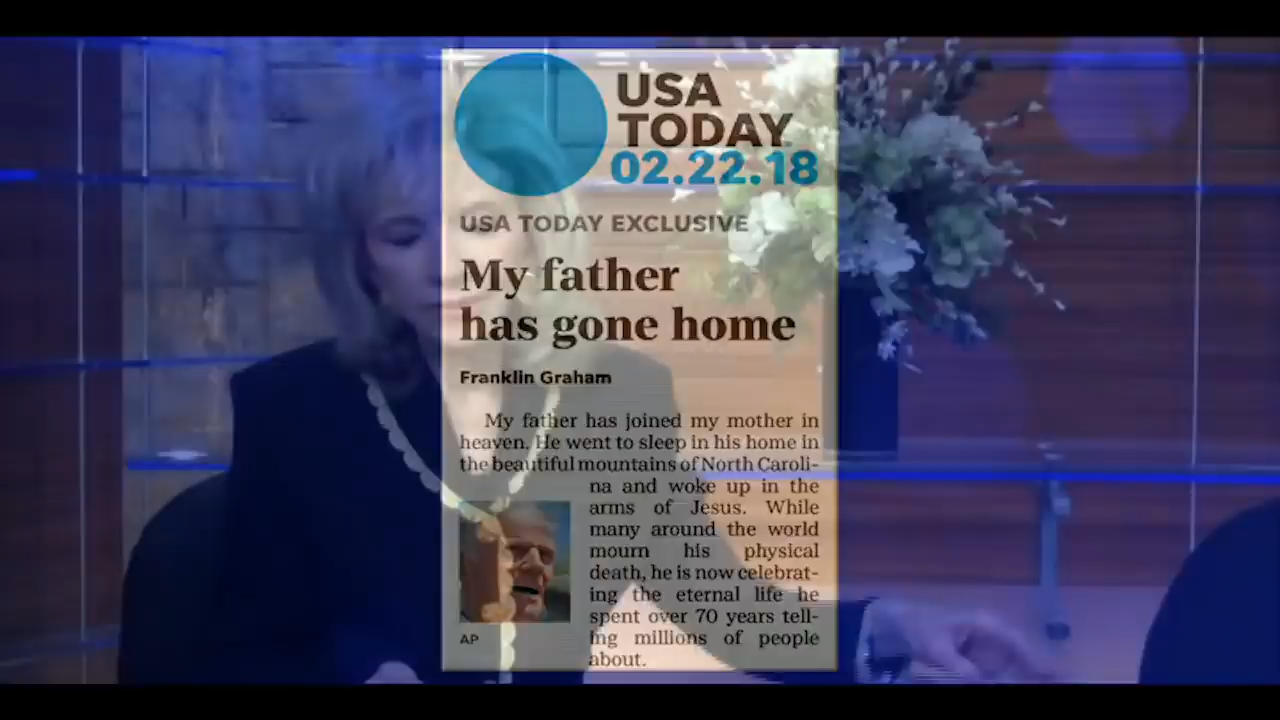 USA
TODAY
02.22.18
USA TODAY EXCLUSIVE
My father
has gone home
Franklin Graham
My father has joined my mother in
heaven. He went to sleep in his home in
the beautiful mountains of North Caroli-
na and woke up in the
arms of Jesus. While
many around the world
mourn his physical
death, he is now celebrat-
ing the eternal life he
spent over 70 years tell-
ing millions of people
about.
AP